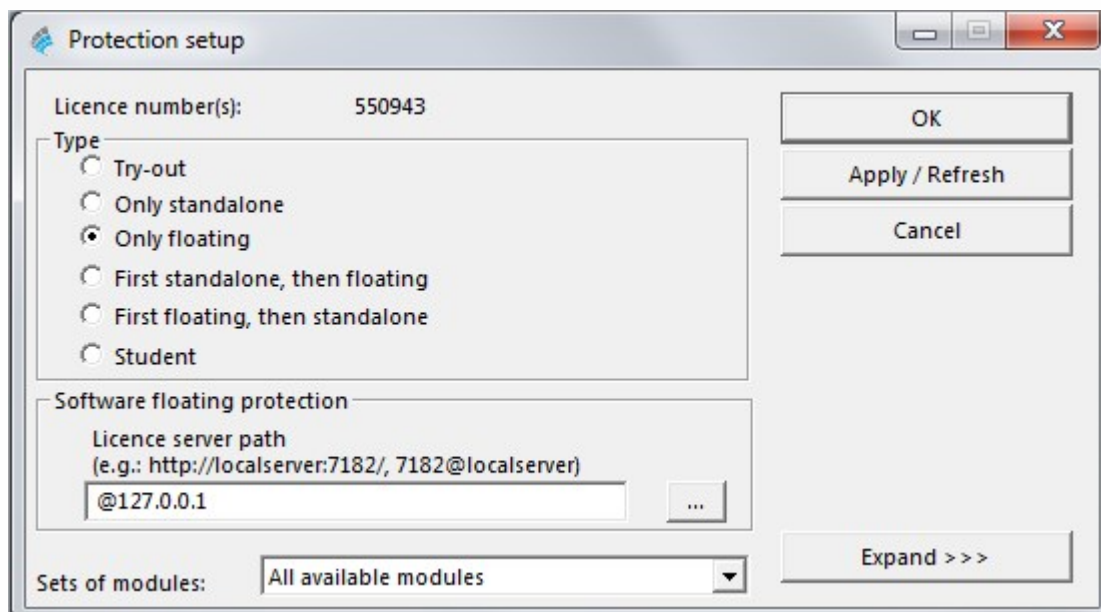 Protection setup
Licence number(s): 550943
OK
Type
Try-out
Apply / Refresh
Only standalone
Only floating
Cancel
First standalone, then floating
First floating, then standalone
Student
Software floating protection
Licence server path
(e.g.: http://localserver:7182/, 7182@localserver)
@127.0.0.1
...
Expand >>>
Sets of modules: All available modules